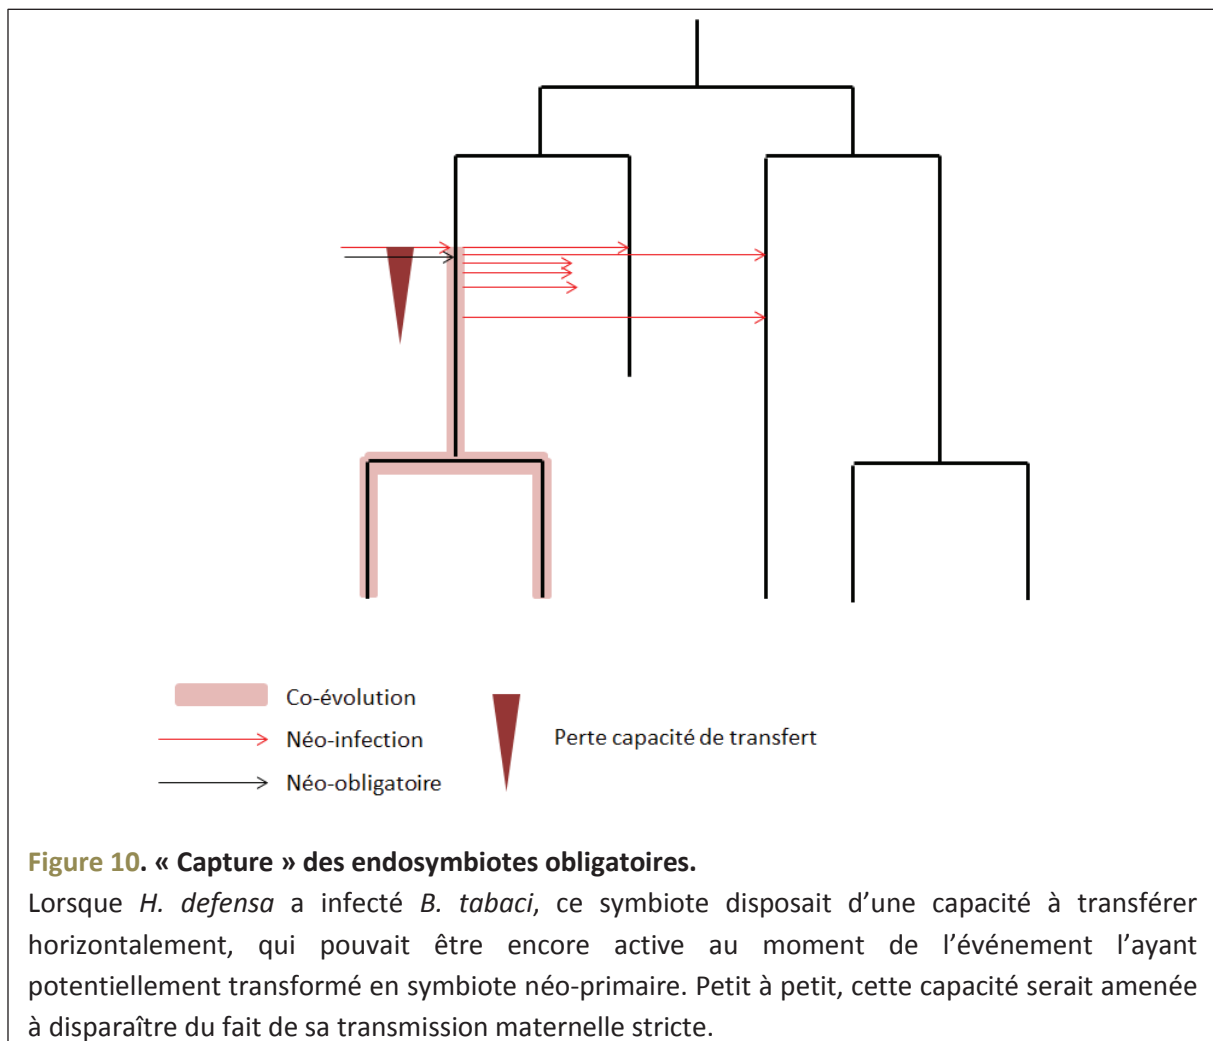 Co-évolution
Néo-infection
Néo-obligatoire
Perte capacité de transfert
Figure 10. « Capture » des endosymbiotes obligatoires.
Lorsque H. defensa a infecté B. tabaci, ce symbiote disposait d’une capacité à transférer
horizontalement, qui pouvait être encore active au moment de l’événement l’ayant
potentiellement transformé en symbiote néo-primaire. Petit à petit, cette capacité serait amenée
à disparaître du fait de sa transmission maternelle stricte.